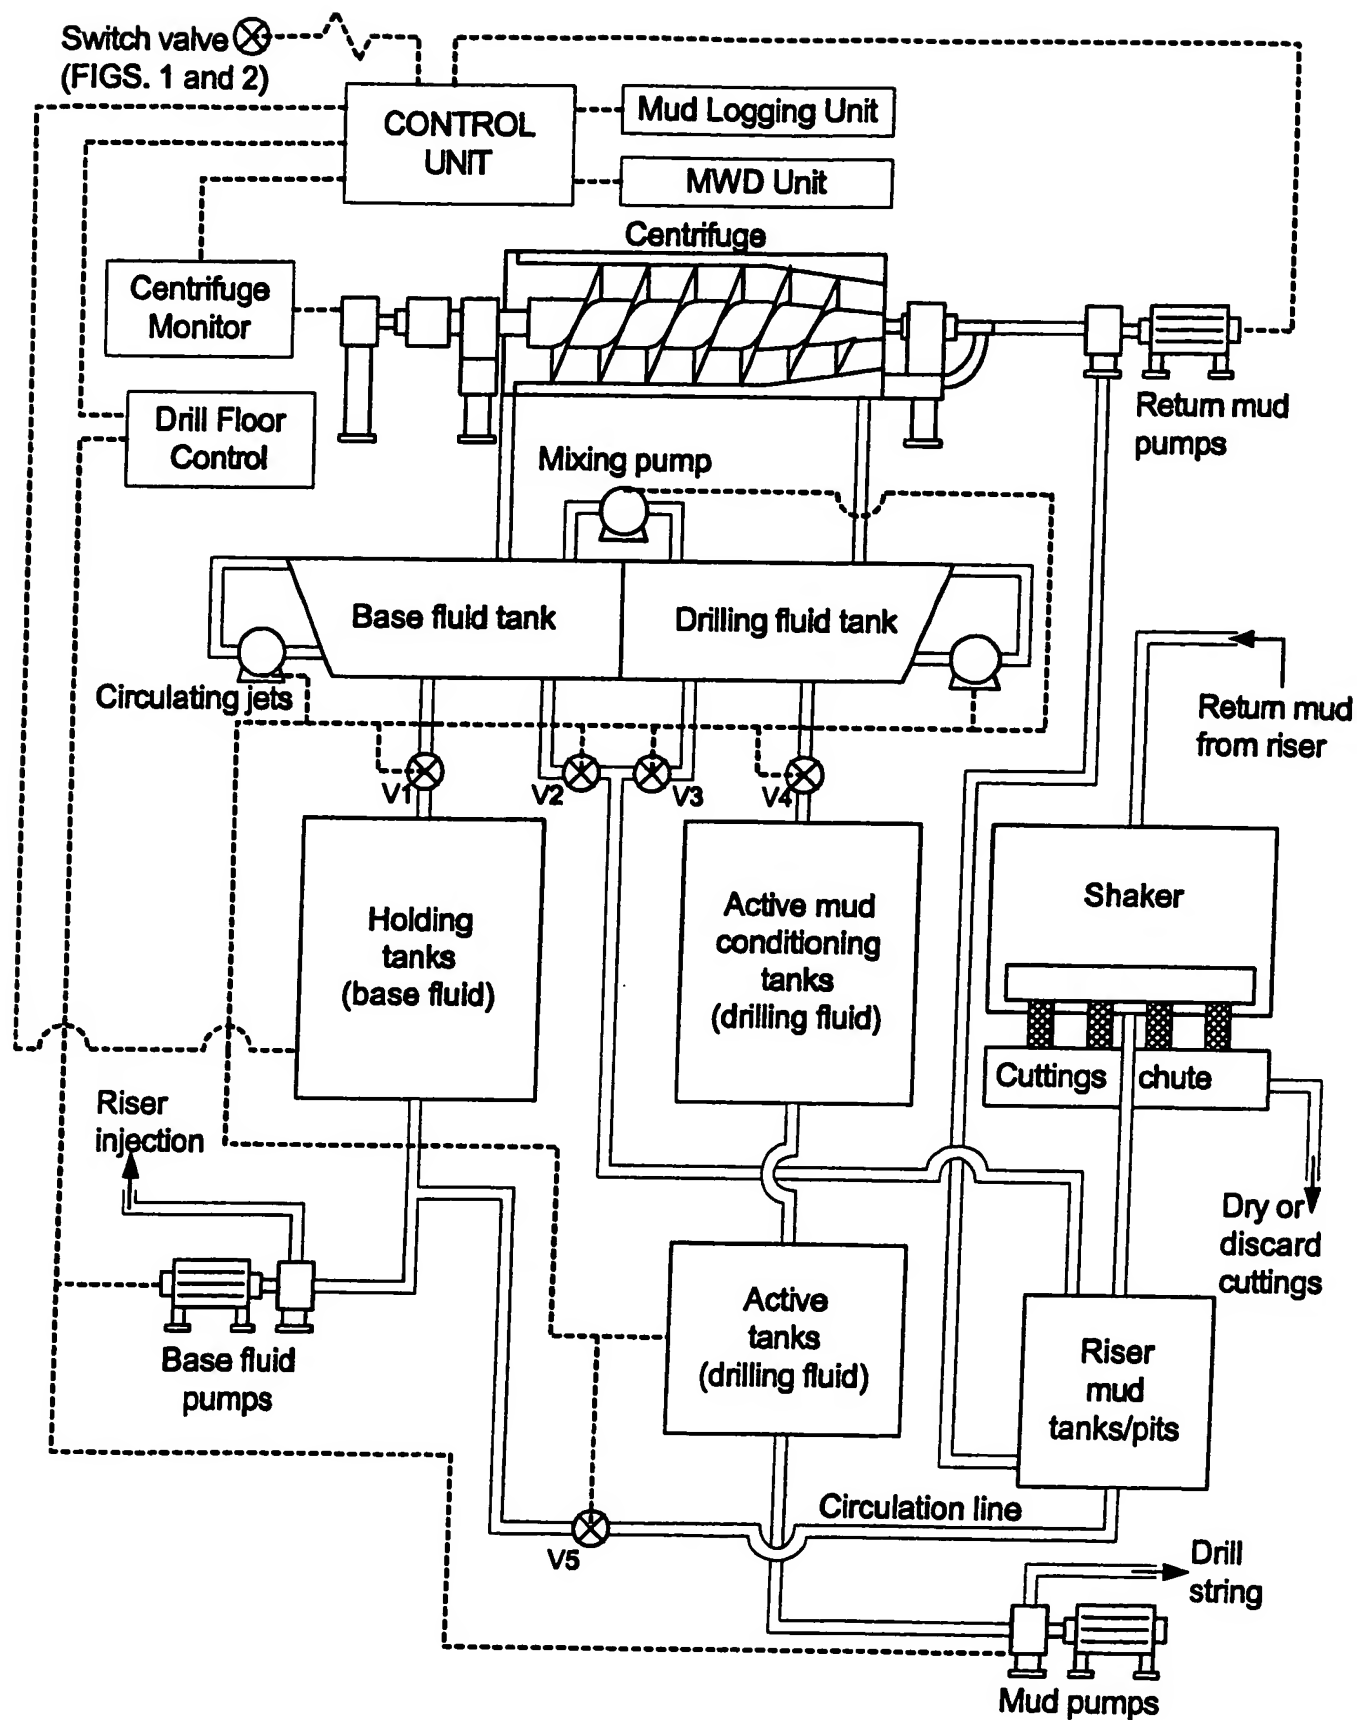 Switch valve
(FIGS. 1 and 2)
CONTROL
UNIT
Mud Logging Unit
MWD Unit
Centrifuge
Centrifuge
Monitor
Return mud
pumps
Drill Floor
Control
Mixing pump
Base fluid tank
Drilling fluid tank
Circulating jets
Return mud
from riser
V1
V2
V3
V4
Holding
tanks
(base fluid)
Active mud
conditioning
tanks
(drilling fluid)
Shaker
Cuttings chute
Riser
injection
Dry or
discard
cuttings
Base fluid
pumps
Active
tanks
(drilling fluid)
Riser
mud
tanks/pits
Circulation line
V5
Drill
string
Mud pumps